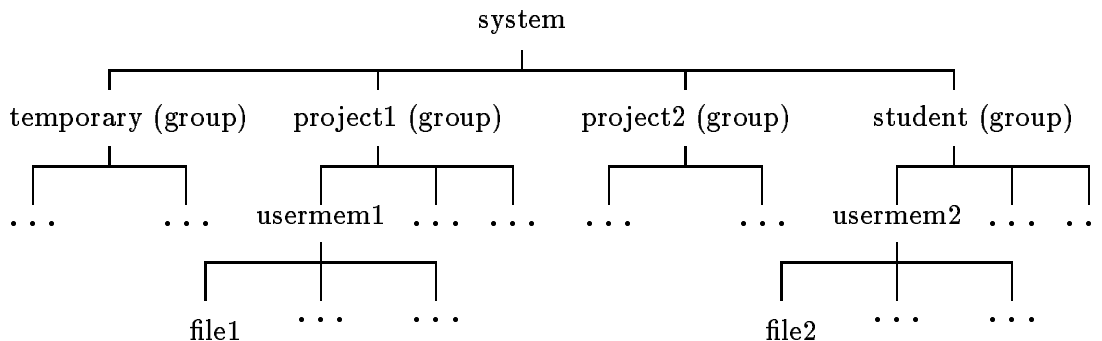 system
temporary (group) project1 (group) project2 (group) student (group)
... ... usermem1 ... ... ... ... usermem2 ... ..
file1 ... ... file2 ... ...